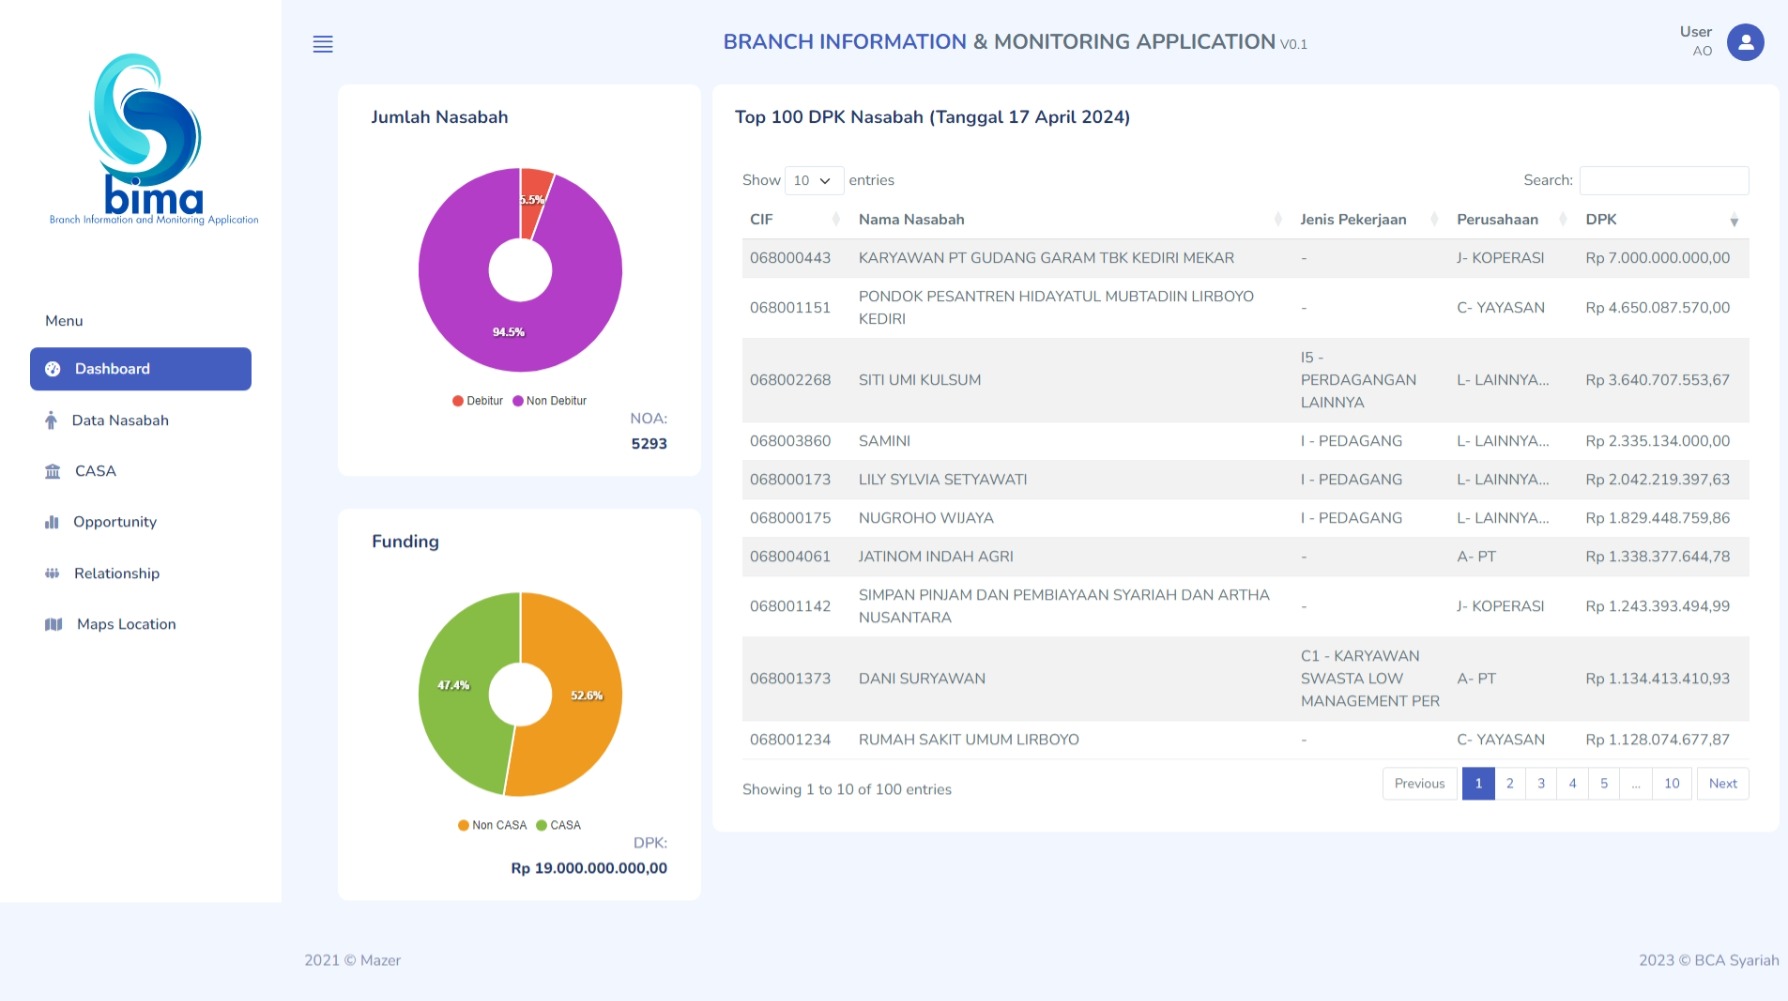 bima
Branch Information and Monitoring Application
Menu
Dashboard
Data Nasabah
CASA
Opportunity
Relationship
Maps Location
BRANCH INFORMATION & MONITORING APPLICATION V0.1
User
AO
Jumlah Nasabah
5.5%
94.5%
Debitur Non Debitur
NOA:
5293
Funding
47.4%
52.6%
Non CASA CASA
DPK:
Rp 19.000.000.000,00
Top 100 DPK Nasabah (Tanggal 17 April 2024)
Show 10 entries
Search:
CIF Nama Nasabah Jenis Pekerjaan Perusahaan DPK
068000443 KARYAWAN PT GUDANG GARAM TBK KEDIRI MEKAR - J- KOPERASI Rp 7.000.000.000,00
068001151 PONDOK PESANTREN HIDAYATUL MUBTADIIN LIRBOYO
KEDIRI - C- YAYASAN Rp 4.650.087.570,00
068002268 SITI UMI KULSUM I5 -
PERDAGANGAN
LAINNYA L- LAINNYA... Rp 3.640.707.553,67
068003860 SAMINI I - PEDAGANG L- LAINNYA... Rp 2.335.134.000,00
068000173 LILY SYLVIA SETYAWATI I - PEDAGANG L- LAINNYA... Rp 2.042.219.397,63
068000175 NUGROHO WIJAYA I - PEDAGANG L- LAINNYA... Rp 1.829.448.759,86
068004061 JATINOM INDAH AGRI - A- PT Rp 1.338.377.644,78
068001142 SIMPAN PINJAM DAN PEMBIAYAAN SYARIAH DAN ARTHA
NUSANTARA - J- KOPERASI Rp 1.243.393.494,99
068001373 DANI SURYAWAN C1 - KARYAWAN
SWASTA LOW
MANAGEMENT PER A- PT Rp 1.134.413.410,93
068001234 RUMAH SAKIT UMUM LIRBOYO - C- YAYASAN Rp 1.128.074.677,87
Showing 1 to 10 of 100 entries
Previous 1 2 3 4 5 ... 10 Next
2021 © Mazer
2023 © BCA Syariah